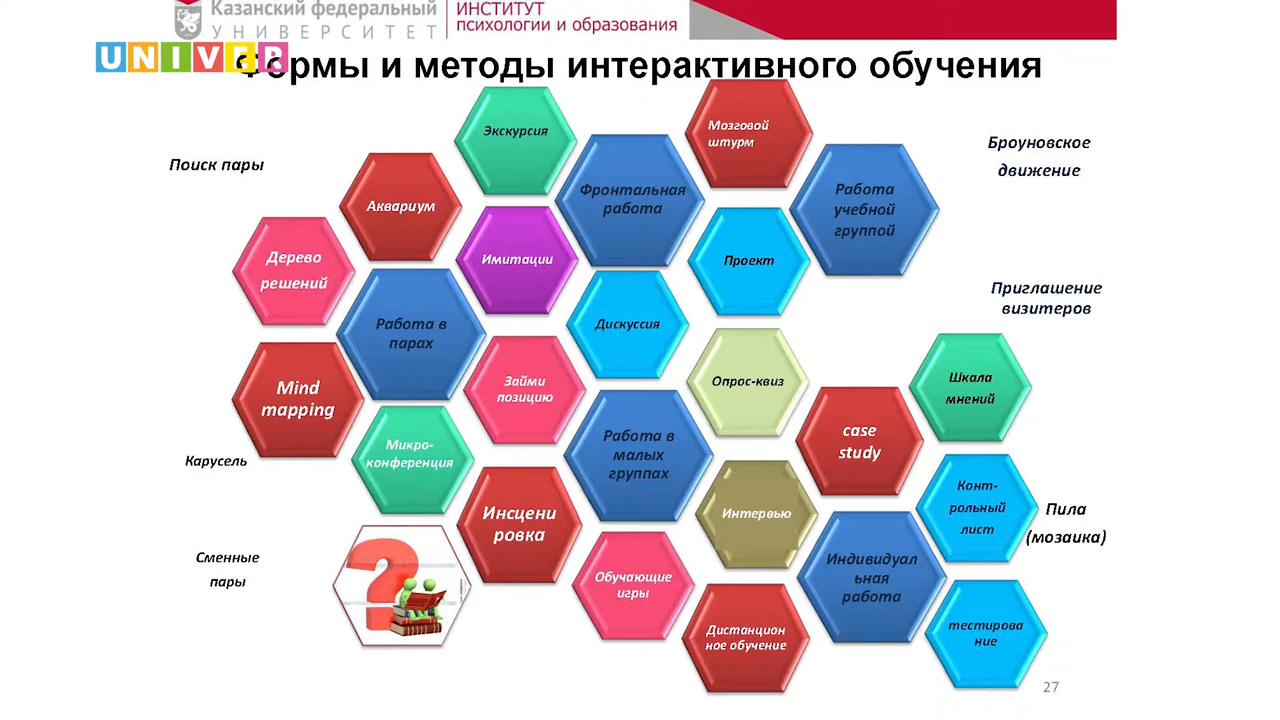 Казанский федеральный
УНИВЕРСИТЕТ
ИНСТИТУТ
психологии и образования
UNIVER
Формы и методы интерактивного обучения
Экскурсия
Мозговой
штурм
Броуновское
движение
Поиск пары
Аквариум
Фронтальная
работа
Работа
учебной
группой
Дерево
решений
Имитации
Проект
Приглашение
визитеров
Работа в
парах
Дискуссия
Mind
mapping
Займи
позицию
Опрос-квиз
Шкала
мнений
Карусель
Микро-
конференция
Работа в
малых
группах
case
study
Инсцени
ровка
Интервью
Конт-
рольный
лист
Пила
(мозаика)
Сменные
пары
Обучающие
игры
Индивидуал
ьная
работа
Дистанцион
ное обучение
тестирова
ние
27